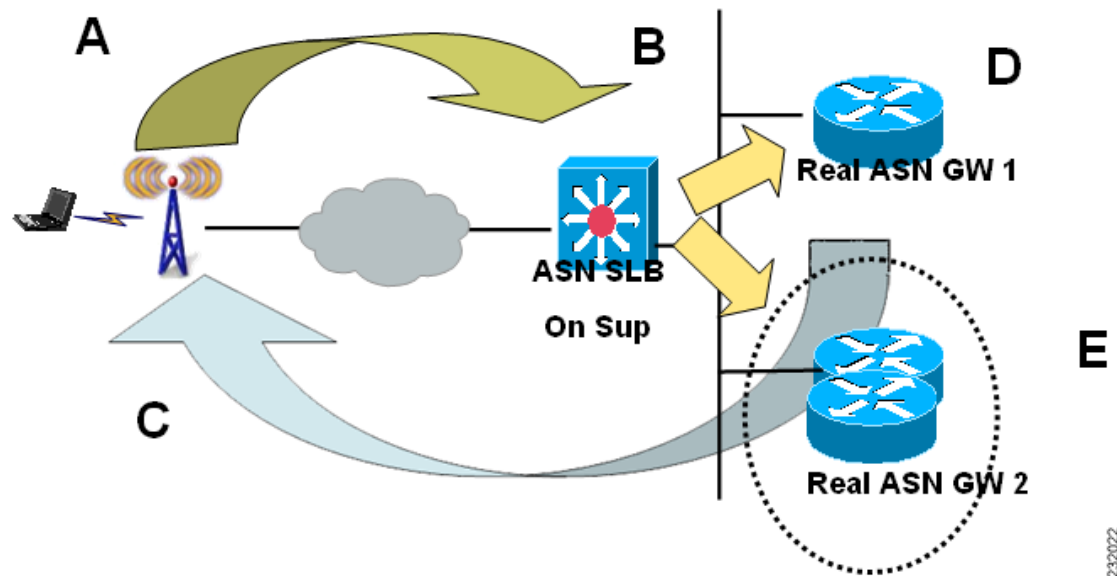 A
B
D
Real ASN GW 1
ASN SLB
On Sup
E
C
Real ASN GW 2
232022